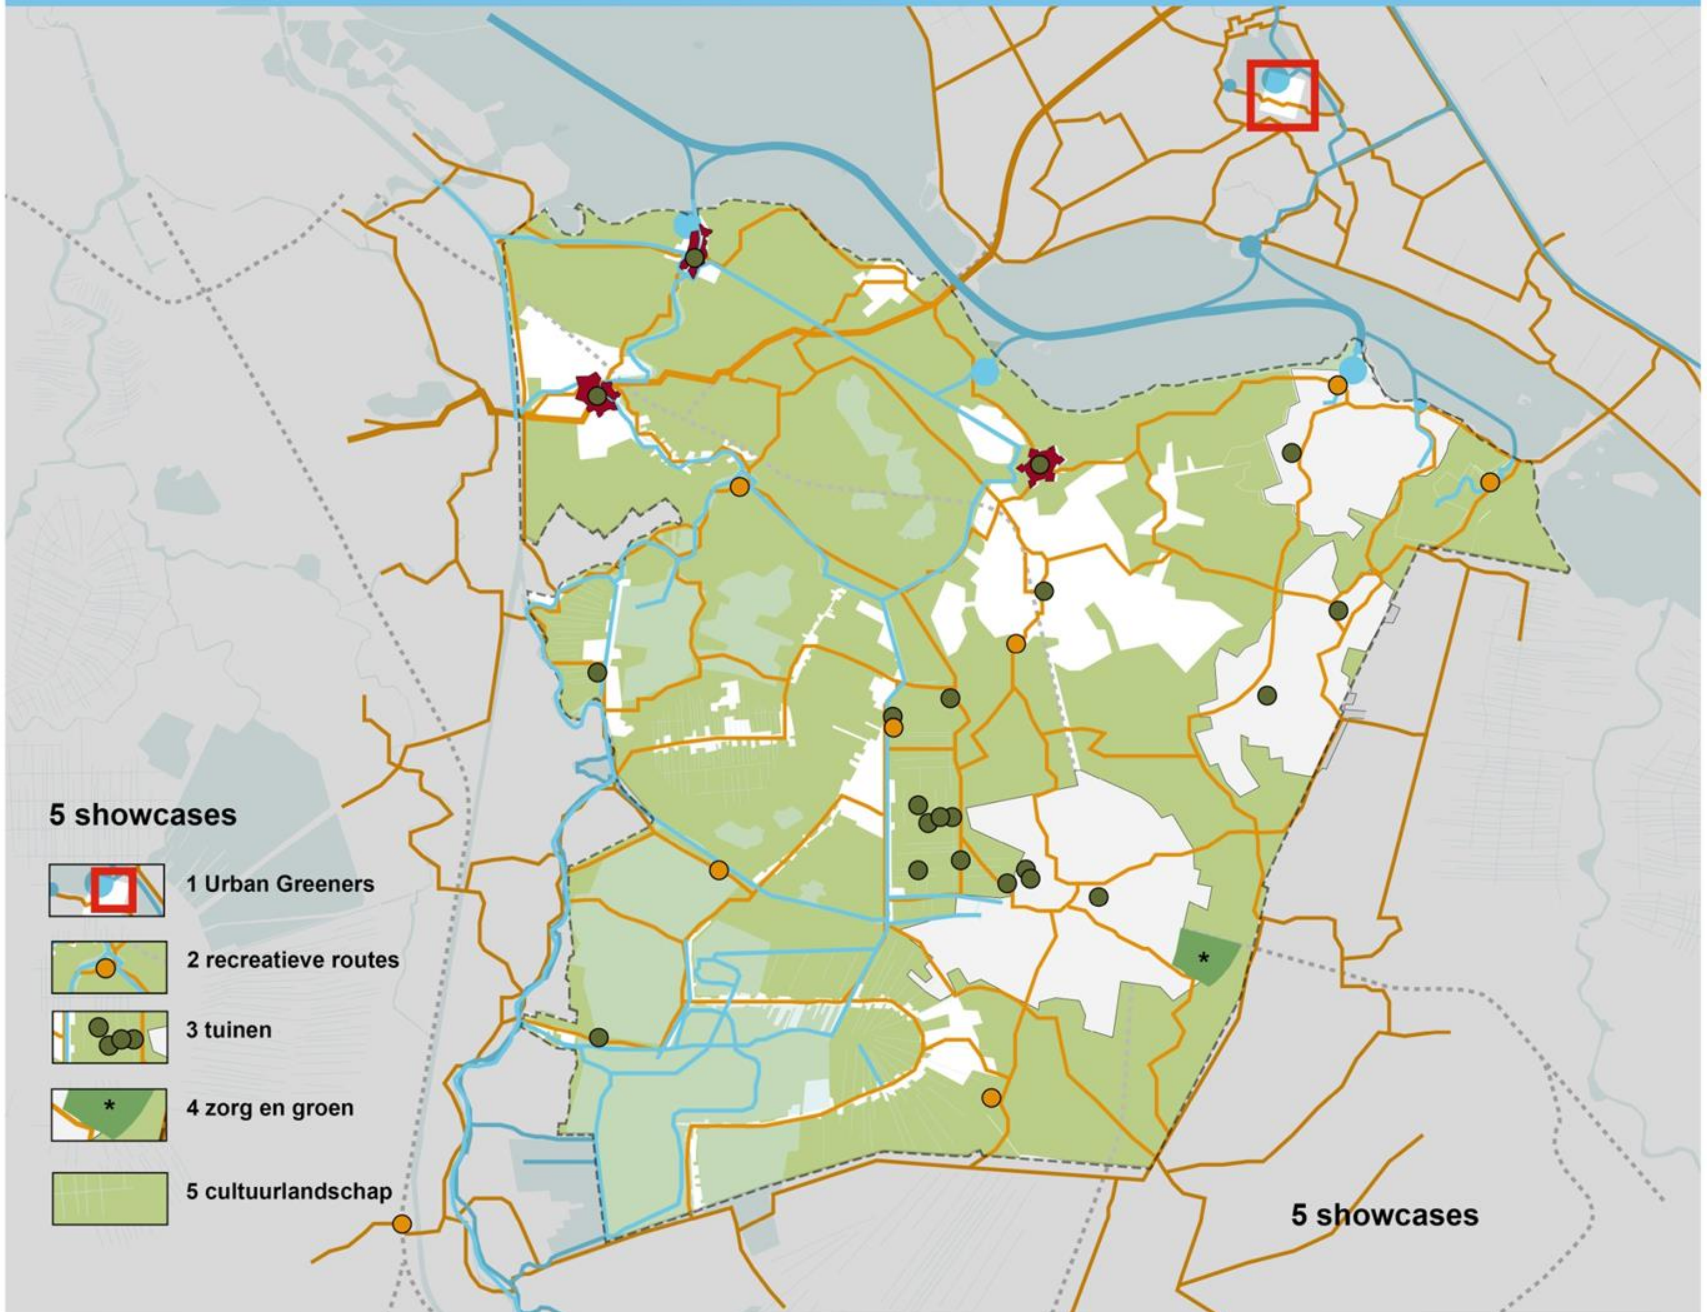 5 showcases
1 Urban Greeners
2 recreatieve routes
3 tuinen
*
4 zorg en groen
5 cultuurlandschap
*
5 showcases